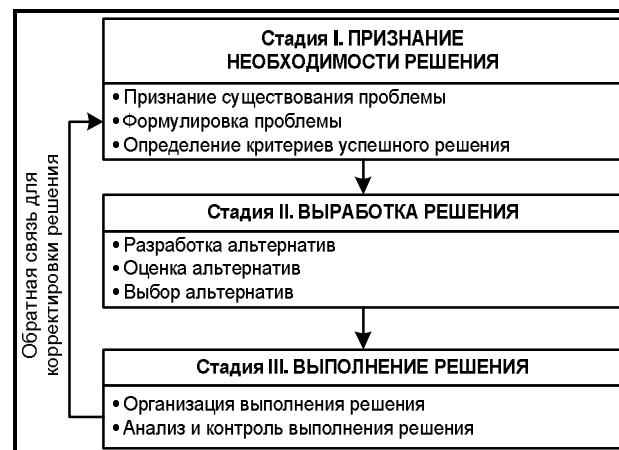 Стадия I. ПРИЗНАНИЕ
НЕОБХОДИМОСТИ РЕШЕНИЯ
• Признание существования проблемы
• Формулировка проблемы
• Определение критериев успешного решения
Стадия II. ВЫРАБОТКА РЕШЕНИЯ
• Разработка альтернатив
• Оценка альтернатив
• Выбор альтернатив
Стадия III. ВЫПОЛНЕНИЕ РЕШЕНИЯ
• Организация выполнения решения
• Анализ и контроль выполнения решения
Обратная связь для
корректировки решения